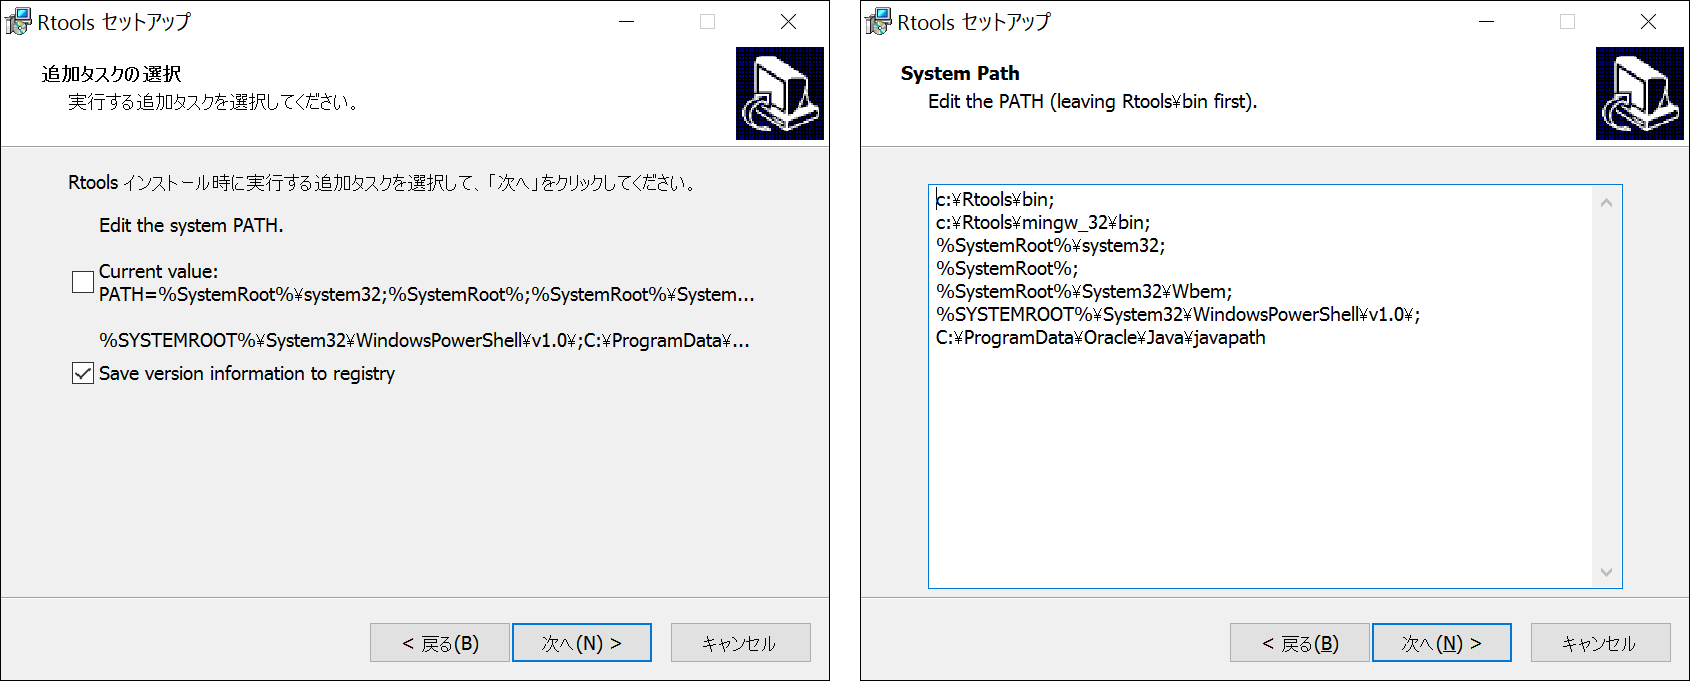 Rtools セットアップ
追加タスクの選択
実行する追加タスクを選択してください。
Rtools インストール時に実行する追加タスクを選択して、「次へ」をクリックしてください。
Edit the system PATH.
Current value:
PATH=%SystemRoot%¥system32;%SystemRoot%;%SystemRoot%¥System...
%SYSTEMROOT%¥System32¥WindowsPowerShell¥v1.0¥;C:¥ProgramData¥...
Save version information to registry
< 戻る(B)
次へ(N) >
キャンセル
Rtools セットアップ
System Path
Edit the PATH (leaving Rtools¥bin first).
c:¥Rtools¥bin;
c:¥Rtools¥mingw_32¥bin;
%SystemRoot%¥system32;
%SystemRoot%;
%SystemRoot%¥System32¥Wbem;
%SYSTEMROOT%¥System32¥WindowsPowerShell¥v1.0¥;
C:¥ProgramData¥Oracle¥Java¥javapath
< 戻る(B)
次へ(N) >
キャンセル